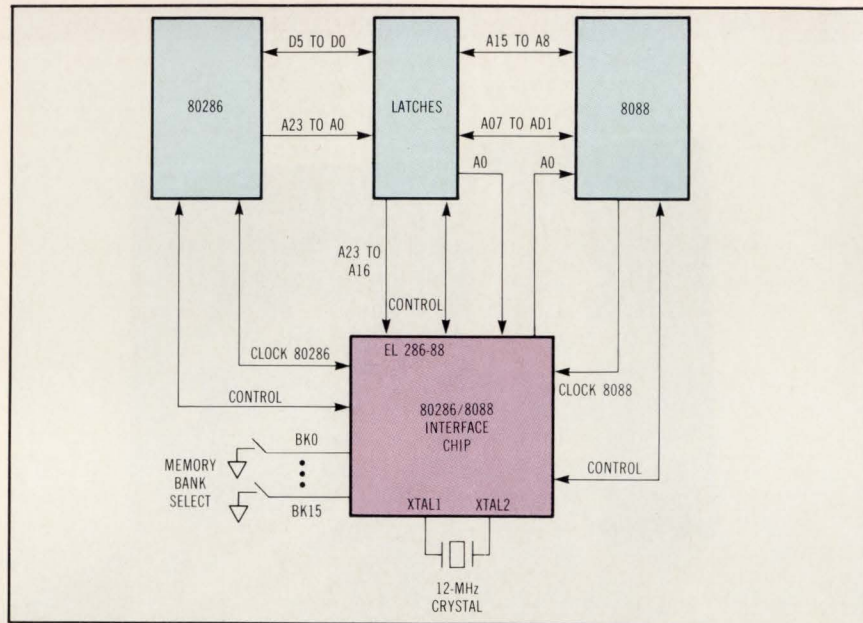 D5 TO D0
A15 TO A8
80286
LATCHES
8088
A23 TO A0
A07 TO AD1
A0
A0
A23 TO
A16
CONTROL
EL 286-88
CLOCK 80286
CLOCK 8088
80286/8088
INTERFACE
CHIP
CONTROL
BK0
MEMORY
BANK
SELECT
CONTROL
BK15
XTAL1
XTAL2
12-MHz
CRYSTAL